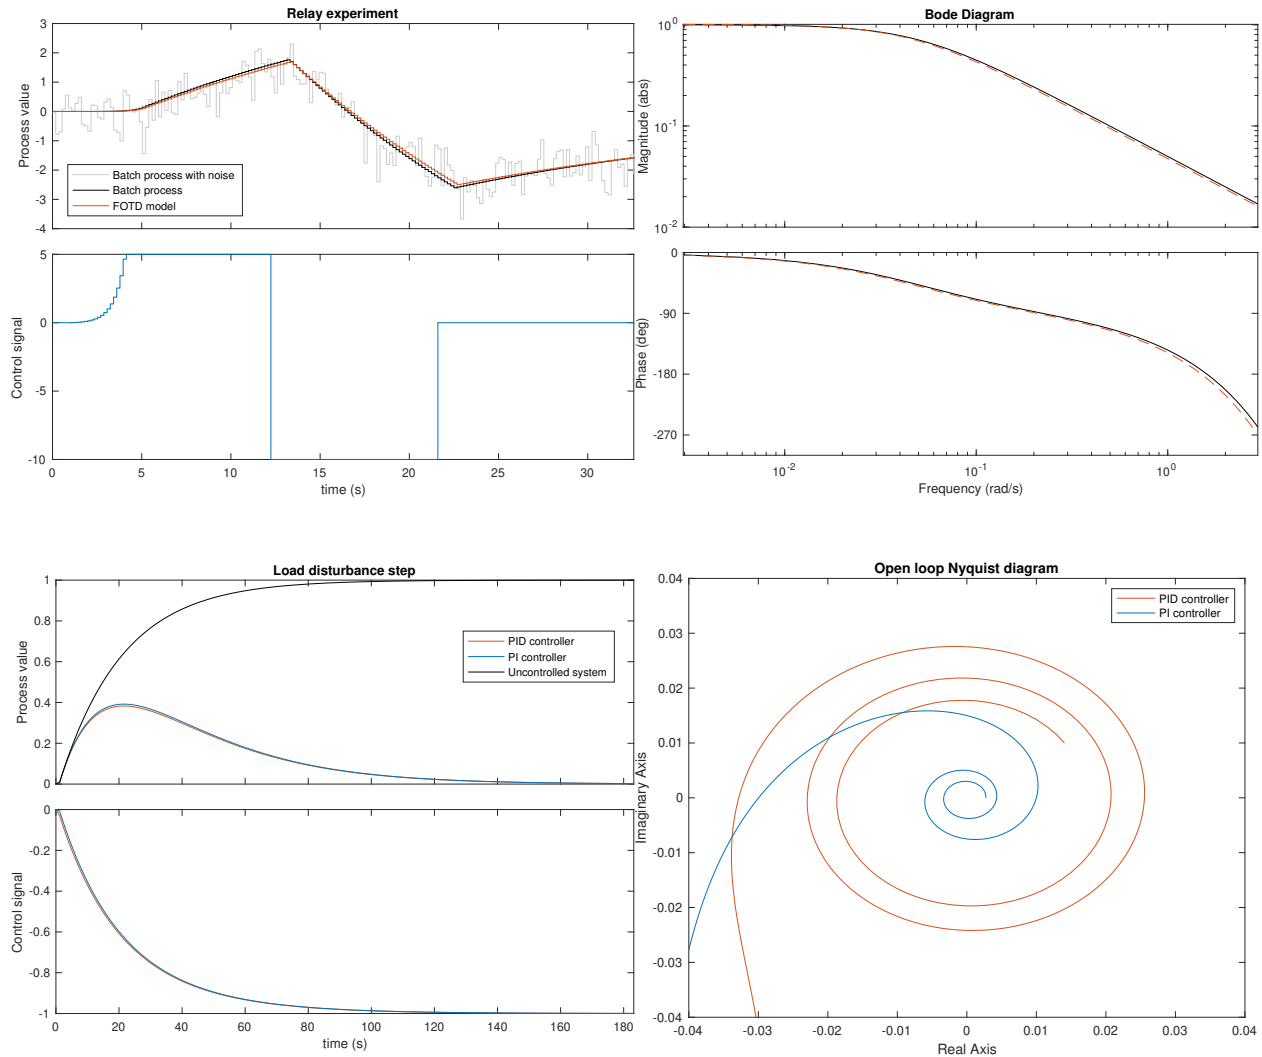 Relay experiment
3
2
1
0
-1
-2
-3
-4
Process value
Batch process with noise
Batch process
FOTD model
5
0
-5
-10
Control signal
0 5 10 15 20 25 30
time (s)
Bode Diagram
10^0
10^-1
10^-2
Magnitude (abs)
0
-90
-180
-270
Phase (deg)
10^-2 10^-1 10^0
Frequency (rad/s)
Load disturbance step
1
0.8
0.6
0.4
0.2
0
Process value
PID controller
PI controller
Uncontrolled system
0
-0.2
-0.4
-0.6
-0.8
-1
Control signal
0 20 40 60 80 100 120 140 160 180
time (s)
Open loop Nyquist diagram
0.04
0.03
0.02
0.01
0
-0.01
-0.02
-0.03
-0.04
Imaginary Axis
PID controller
PI controller
-0.04 -0.03 -0.02 -0.01 0 0.01 0.02 0.03 0.04
Real Axis